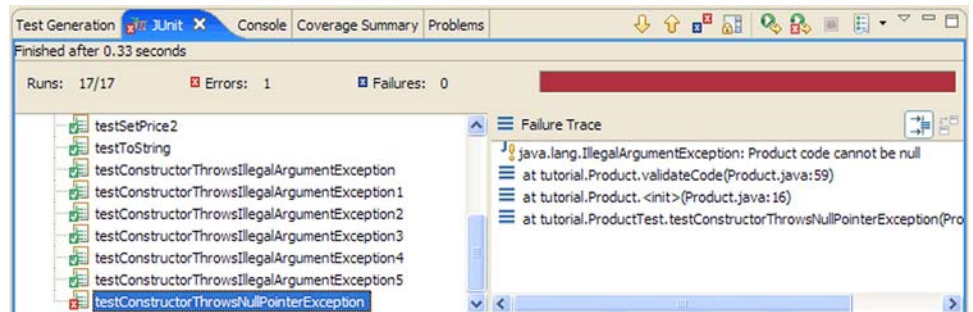 Test Generation JUnit Console Coverage Summary Problems
Finished after 0.33 seconds
Runs: 17/17 Errors: 1 Failures: 0
testSetPrice2
testToString
testConstructorThrowsIllegalArgumentException
testConstructorThrowsIllegalArgumentException1
testConstructorThrowsIllegalArgumentException2
testConstructorThrowsIllegalArgumentException3
testConstructorThrowsIllegalArgumentException4
testConstructorThrowsIllegalArgumentException5
testConstructorThrowsNullPointerException
Failure Trace
java.lang.IllegalArgumentException: Product code cannot be null
at tutorial.Product.validateCode(Product.java:59)
at tutorial.Product.<init>(Product.java:16)
at tutorial.ProductTest.testConstructorThrowsNullPointerException(Pro